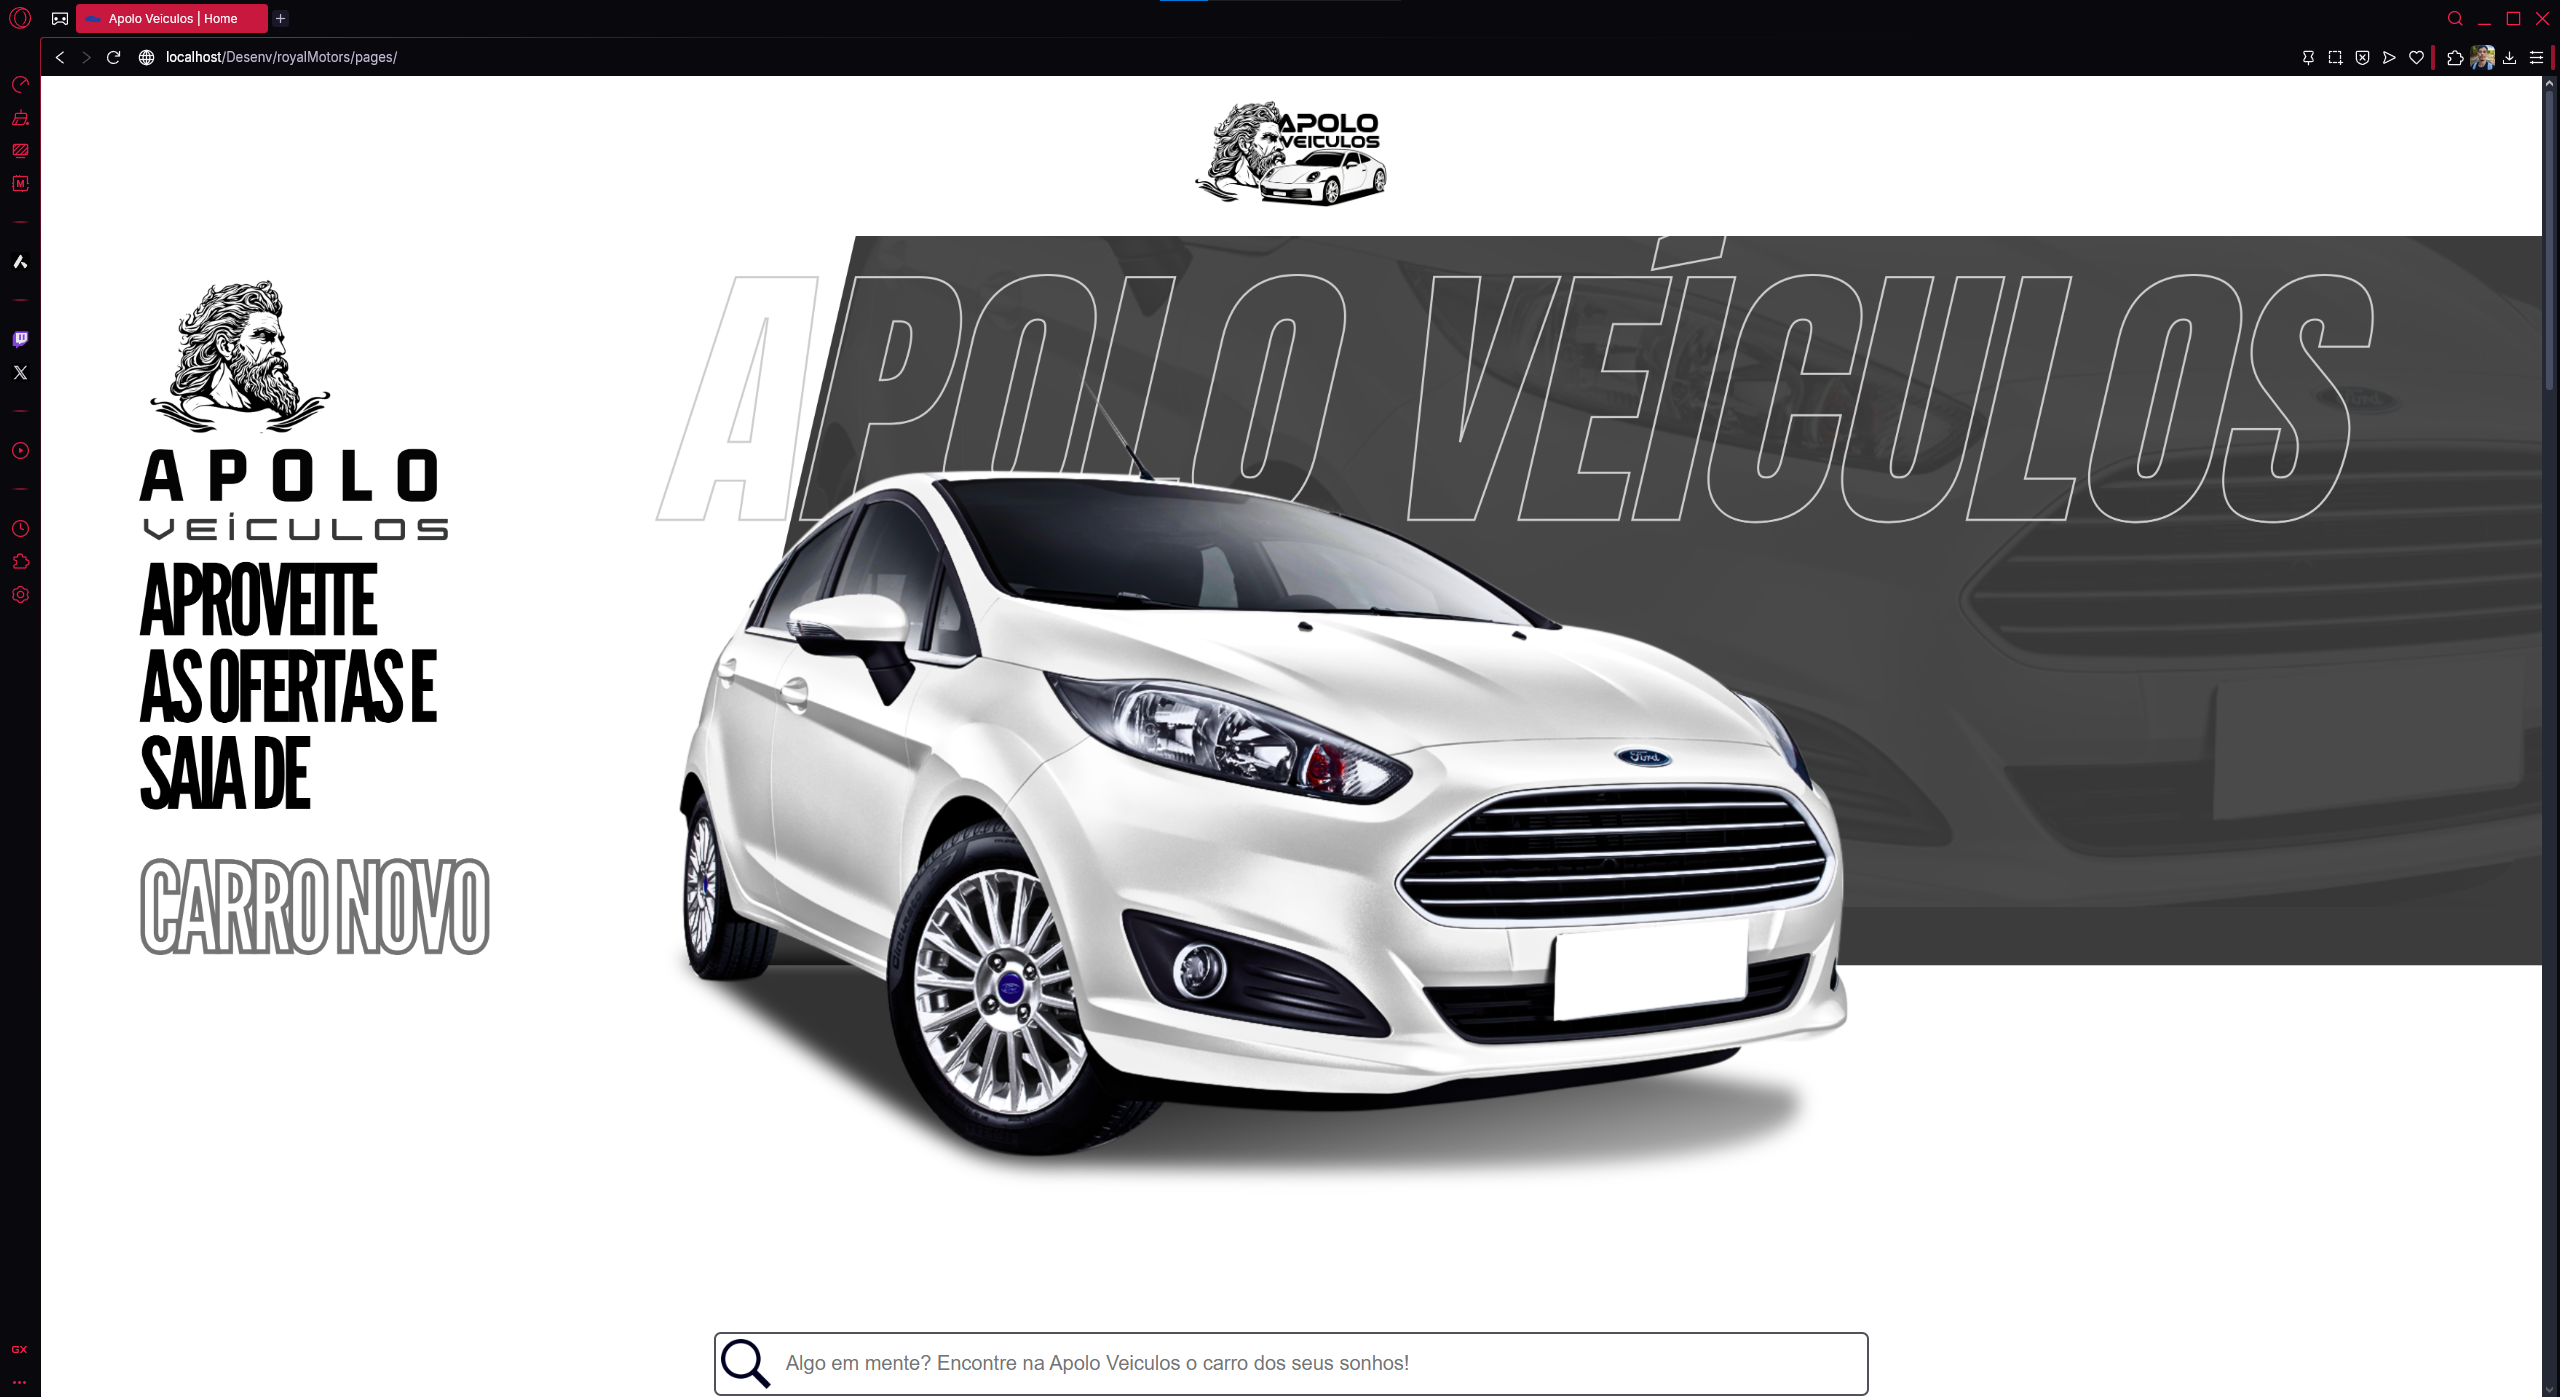 Apolo Veículos | Home
localhost/Desenv/royalMotors/pages/
APOLO
VEICULOS
APOLO VEÍCULOS
APOLO
VEÍCULOS
APROVEITE
AS OFERTAS E
SAIA DE
CARRO NOVO
Ford
Algo em mente? Encontre na Apolo Veiculos o carro dos seus sonhos!
GX